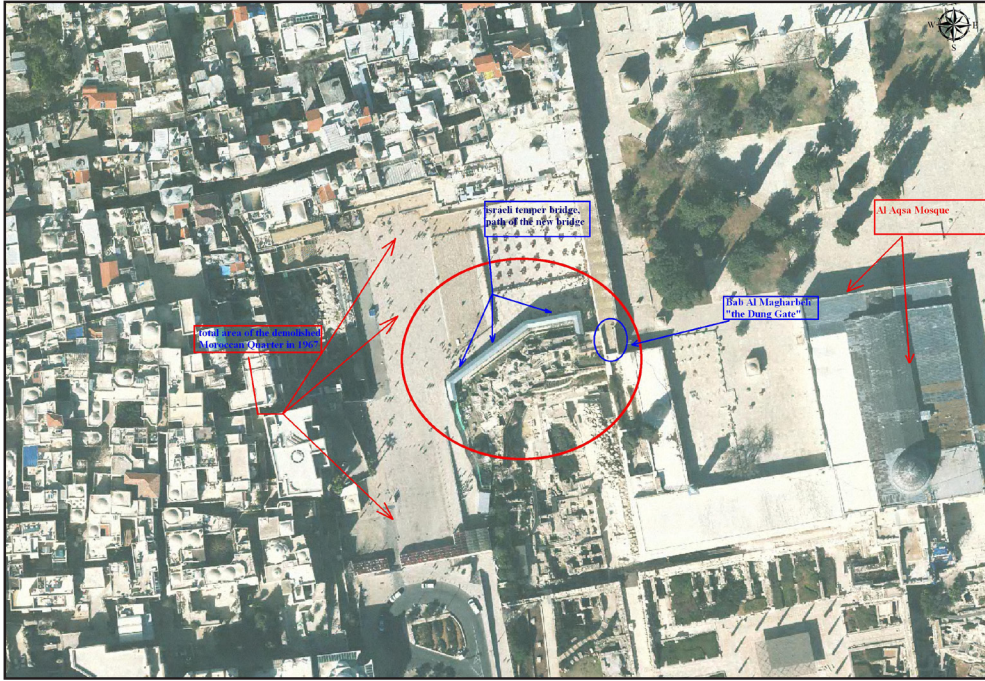 W E
S
israeli temper bridge,
path of the new bridge
Al Aqsa Mosque
Bab Al Magharbeh
"the Dung Gate"
total area of the demolished
Moroccan Quarter in 1967